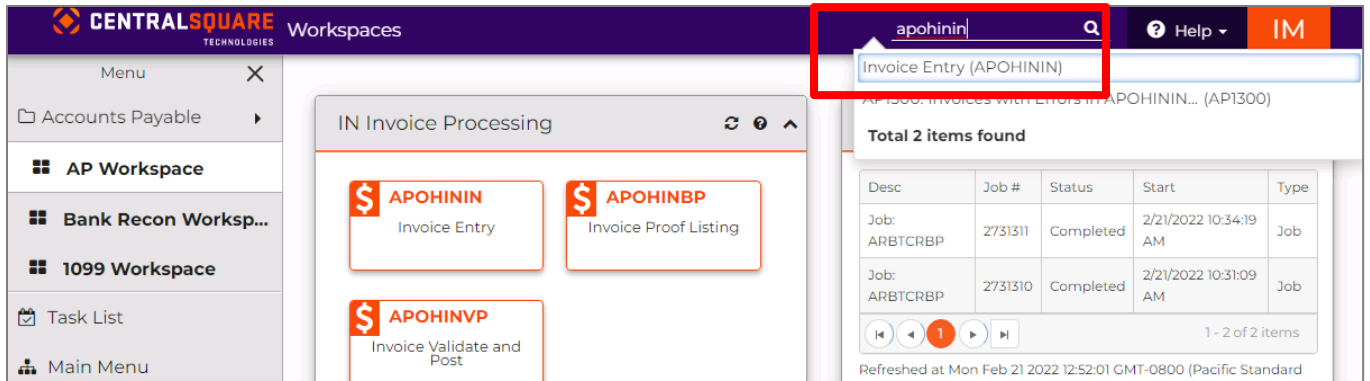 CENTRALSQUARE
TECHNOLOGIES
Workspaces
apohinin
Help
IM
Menu
Accounts Payable
AP Workspace
Bank Recon Worksp...
1099 Workspace
Task List
Main Menu
IN Invoice Processing
APOHININ
Invoice Entry
APOHINBP
Invoice Proof Listing
APOHINVP
Invoice Validate and
Post
Invoice Entry (APOHININ)
AP1300: Invoices with Errors in APOHININ... (AP1300)
Total 2 items found
Desc Job # Status Start Type
Job:
ARBTCRBP 2731311 Completed 2/21/2022 10:34:19
AM Job
Job:
ARBTCRBP 2731310 Completed 2/21/2022 10:31:09
AM Job
1
1 - 2 of 2 items
Refreshed at Mon Feb 21 2022 12:52:01 GMT-0800 (Pacific Standard